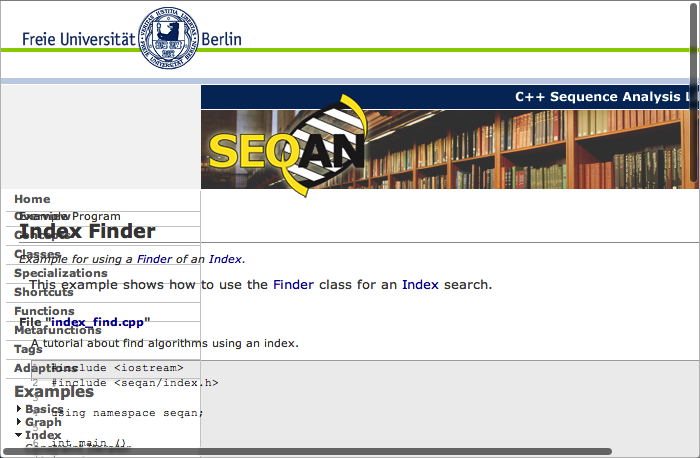 Freie Universität Berlin
C++ Sequence Analysis
SEQAN
Home
Overview
Example Program
Index Finder
Concepts
Classes
Example for using a Finder of an Index.
Specializations
This example shows how to use the Finder class for an Index search.
Shortcuts
Functions
File "index_find.cpp"
Metafunctions
A tutorial about find algorithms using an index.
Tags
Adaptions
1 #include <iostream>
2 #include <seqan/index.h>
3
Examples
4 using namespace seqan;
Basics
5
Graph
Index
6 int main ()